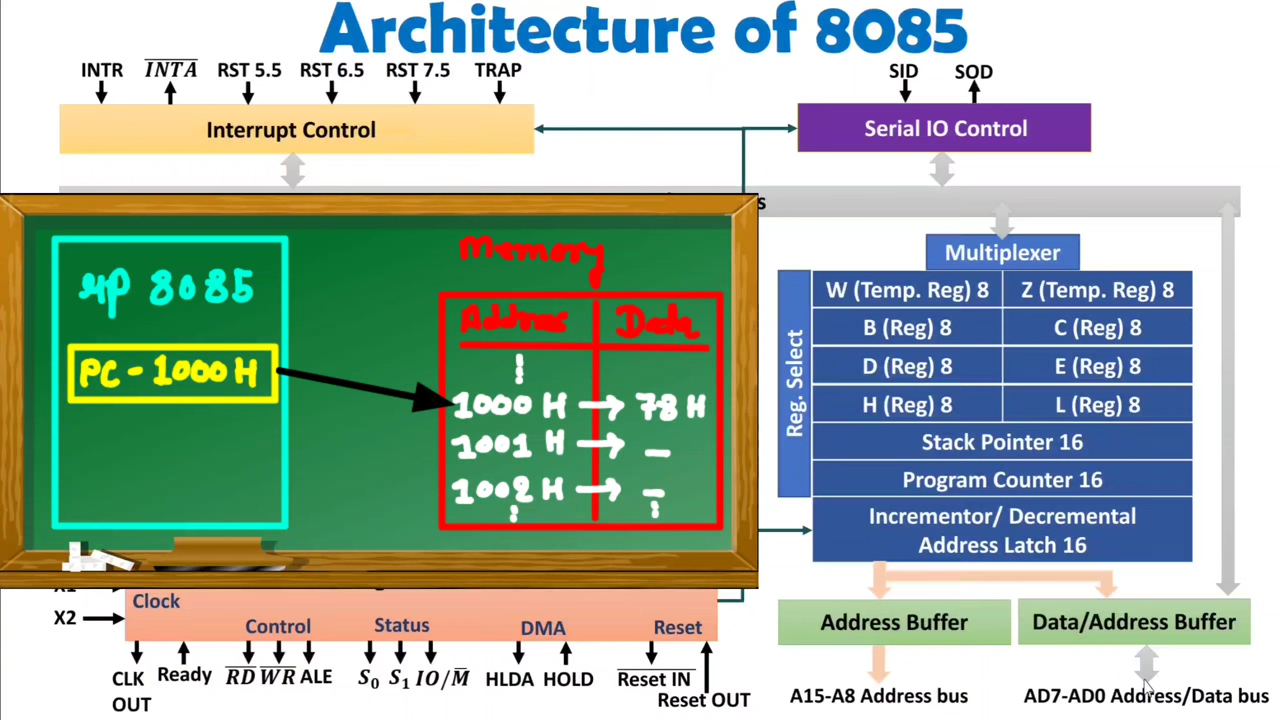 Architecture of 8085
INTR INTA RST 5.5 RST 6.5 RST 7.5 TRAP SID SOD
Interrupt Control Serial IO Control
s
Multiplexer
Reg. Select
W (Temp. Reg) 8 Z (Temp. Reg) 8
B (Reg) 8 C (Reg) 8
D (Reg) 8 E (Reg) 8
H (Reg) 8 L (Reg) 8
Stack Pointer 16
Program Counter 16
Incrementor/ Decremental
Address Latch 16
μp 8085
PC - 1000 H
Memory
Address Data
1000 H → 78 H
1001 H → _
1002 H → _
X1
X2
Clock
Control Status DMA Reset
CLK OUT Ready RD WR ALE S0 S1 IO/M HLDA HOLD Reset IN
Reset OUT
Address Buffer Data/Address Buffer
A15-A8 Address bus AD7-AD0 Address/Data bus